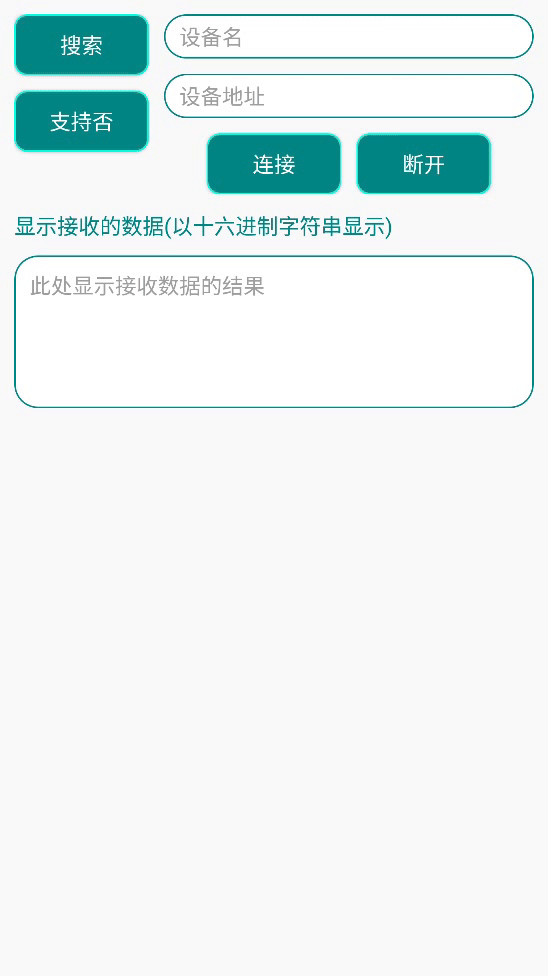 搜索
设备名
支持否
设备地址
连接
断开
显示接收的数据(以十六进制字符串显示)
此处显示接收数据的结果